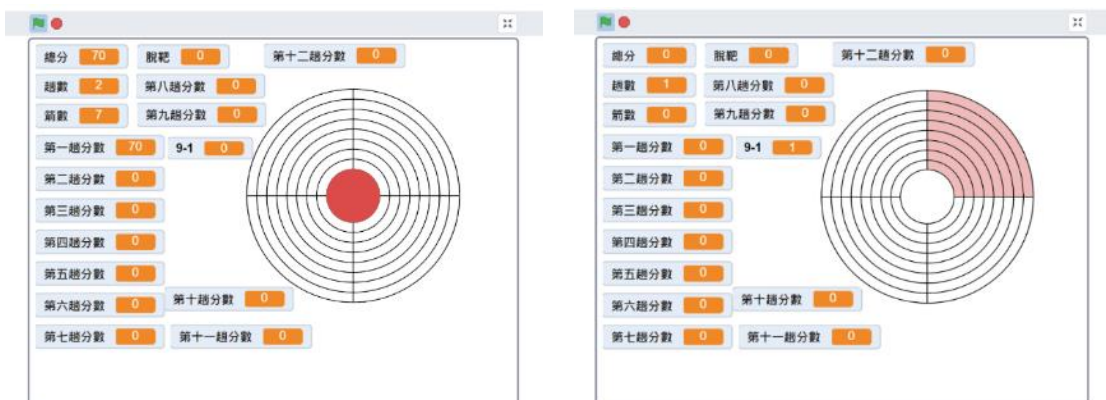 總分 70 脫靶 0 第十二趟分數 0
趟數 2 第八趟分數 0
箭數 7 第九趟分數 0
第一趟分數 70 9-1 0
第二趟分數 0
第三趟分數 0
第四趟分數 0
第五趟分數 0
第六趟分數 0 第十趟分數 0
第七趟分數 0 第十一趟分數 0
總分 0 脫靶 0 第十二趟分數 0
趟數 1 第八趟分數 0
箭數 0 第九趟分數 0
第一趟分數 0 9-1 1
第二趟分數 0
第三趟分數 0
第四趟分數 0
第五趟分數 0
第六趟分數 0 第十趟分數 0
第七趟分數 0 第十一趟分數 0